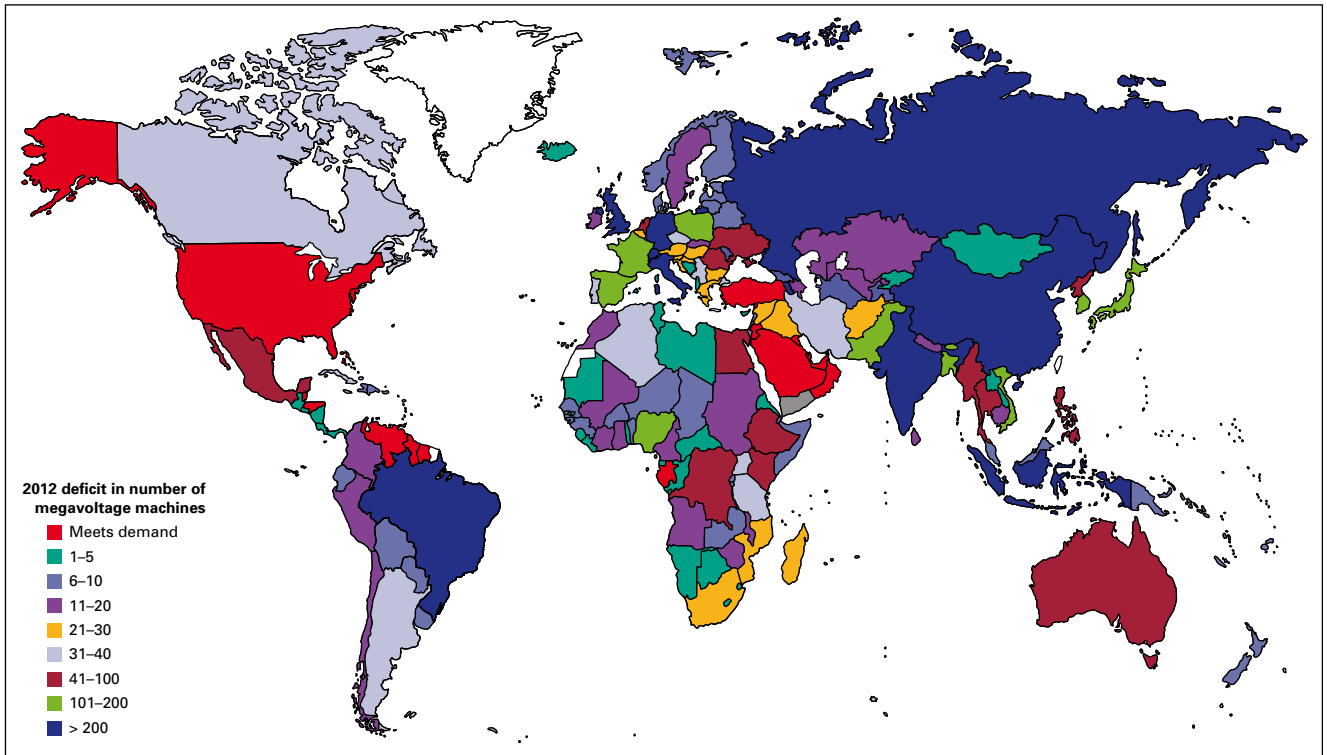 2012 deficit in number of
megavoltage machines
Meets demand
1–5
6–10
11–20
21–30
31–40
41–100
101–200
> 200